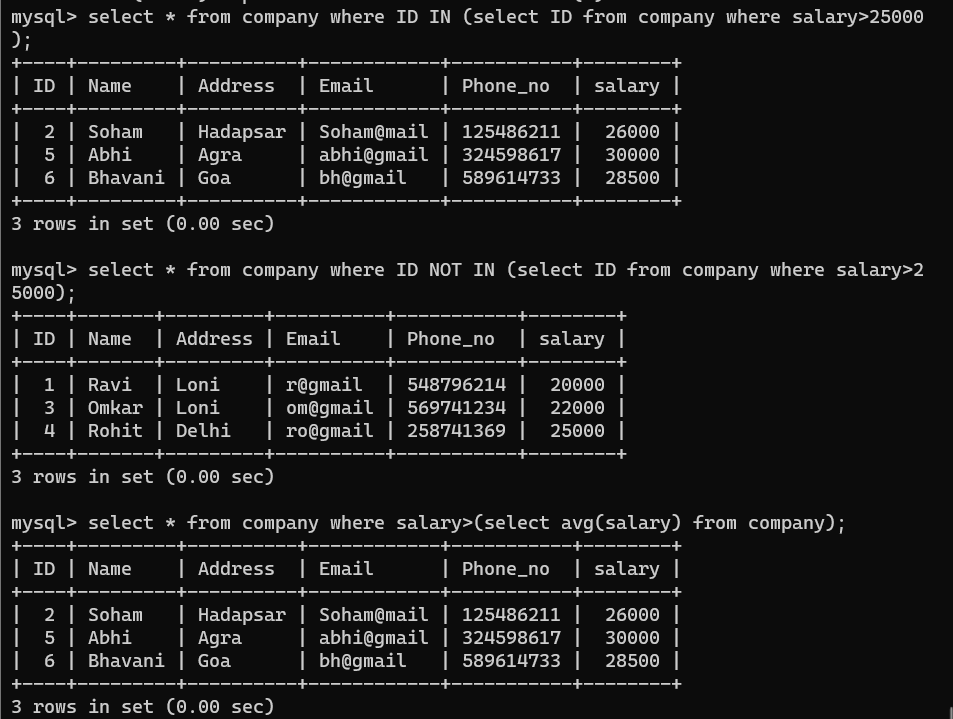 mysql> select * from company where ID IN (select ID from company where salary>25000
);
+----+---------+----------+------------+-----------+--------+
| ID | Name    | Address  | Email      | Phone_no  | salary |
+----+---------+----------+------------+-----------+--------+
|  2 | Soham   | Hadapsar | Soham@mail | 125486211 |  26000 |
|  5 | Abhi    | Agra     | abhi@gmail | 324598617 |  30000 |
|  6 | Bhavani | Goa      | bh@gmail   | 589614733 |  28500 |
+----+---------+----------+------------+-----------+--------+
3 rows in set (0.00 sec)

mysql> select * from company where ID NOT IN (select ID from company where salary>2
5000);
+----+-------+---------+----------+-----------+--------+
| ID | Name  | Address | Email    | Phone_no  | salary |
+----+-------+---------+----------+-----------+--------+
|  1 | Ravi  | Loni    | r@gmail  | 548796214 |  20000 |
|  3 | Omkar | Loni    | om@gmail | 569741234 |  22000 |
|  4 | Rohit | Delhi   | ro@gmail | 258741369 |  25000 |
+----+-------+---------+----------+-----------+--------+
3 rows in set (0.00 sec)

mysql> select * from company where salary>(select avg(salary) from company);
+----+---------+----------+------------+-----------+--------+
| ID | Name    | Address  | Email      | Phone_no  | salary |
+----+---------+----------+------------+-----------+--------+
|  2 | Soham   | Hadapsar | Soham@mail | 125486211 |  26000 |
|  5 | Abhi    | Agra     | abhi@gmail | 324598617 |  30000 |
|  6 | Bhavani | Goa      | bh@gmail   | 589614733 |  28500 |
+----+---------+----------+------------+-----------+--------+
3 rows in set (0.00 sec)